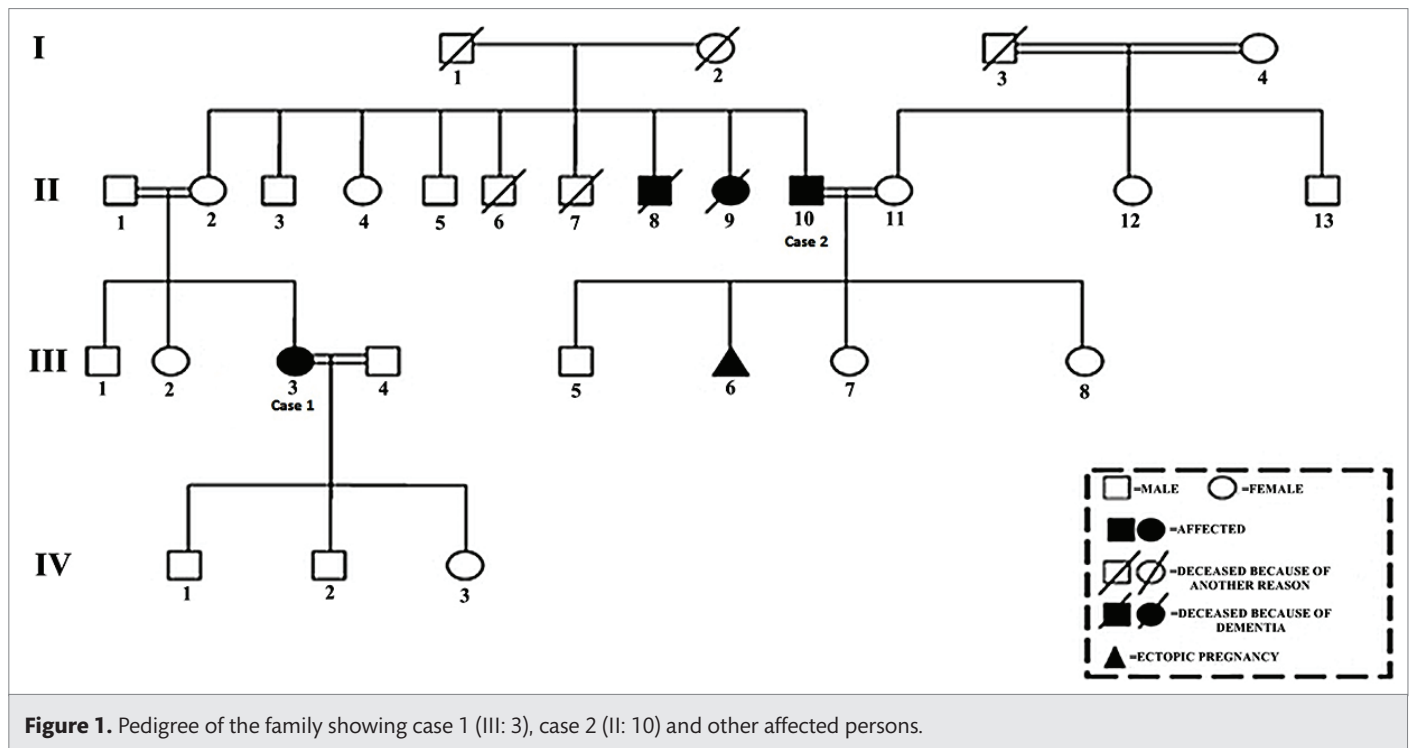 I
1
2
3
4
II
1
2
3
4
5
6
7
8
9
10
11
12
13
Case 2
III
1
2
3
4
5
6
7
8
Case 1
IV
1
2
3
=MALE =FEMALE
=AFFECTED
=DECEASED BECAUSE OF
ANOTHER REASON
=DECEASED BECAUSE OF
DEMENTIA
=ECTOPIC PREGNANCY
Figure 1. Pedigree of the family showing case 1 (III: 3), case 2 (II: 10) and other affected persons.